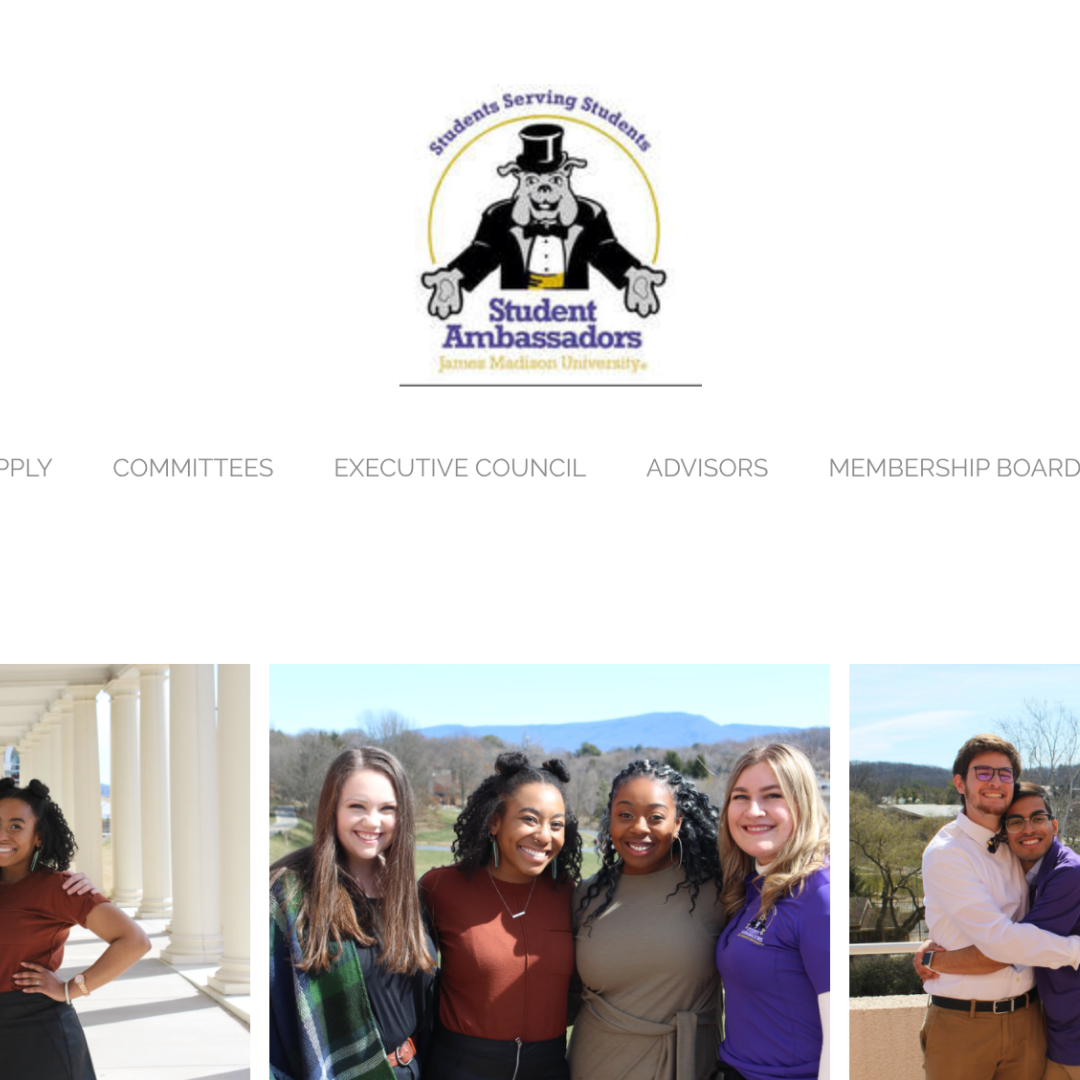 Students Serving Students
Student
Ambassadors
James Madison University®
PPLY COMMITTEES EXECUTIVE COUNCIL ADVISORS MEMBERSHIP BOARD